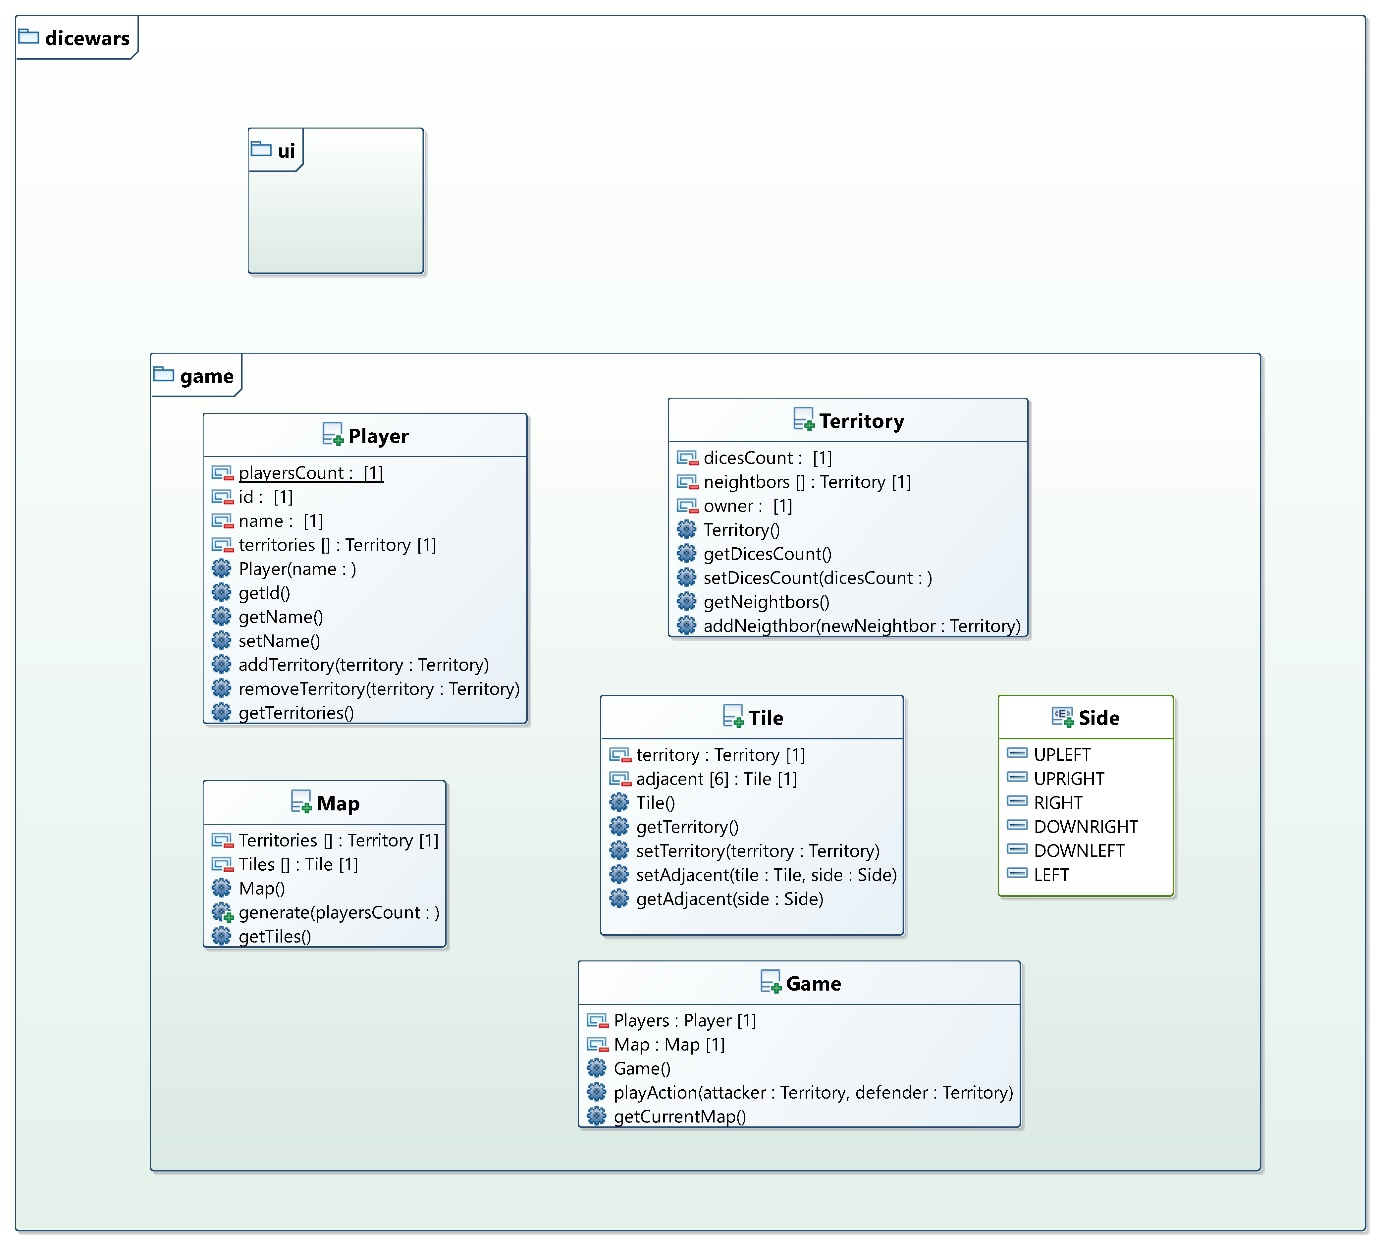 dicewars
ui
game
Player
playersCount :  [1]
id :  [1]
name :  [1]
territories [] : Territory [1]
Player(name : )
getId()
getName()
setName()
addTerritory(territory : Territory)
removeTerritory(territory : Territory)
getTerritories()
Territory
dicesCount :  [1]
neightbors [] : Territory [1]
owner :  [1]
Territory()
getDicesCount()
setDicesCount(dicesCount : )
getNeightbors()
addNeigthbor(newNeightbor : Territory)
Tile
territory : Territory [1]
adjacent [6] : Tile [1]
Tile()
getTerritory()
setTerritory(territory : Territory)
setAdjacent(tile : Tile, side : Side)
getAdjacent(side : Side)
Side
UPLEFT
UPRIGHT
RIGHT
DOWNRIGHT
DOWNLEFT
LEFT
Map
Territories [] : Territory [1]
Tiles [] : Tile [1]
Map()
generate(playersCount : )
getTiles()
Game
Players : Player [1]
Map : Map [1]
Game()
playAction(attacker : Territory, defender : Territory)
getCurrentMap()